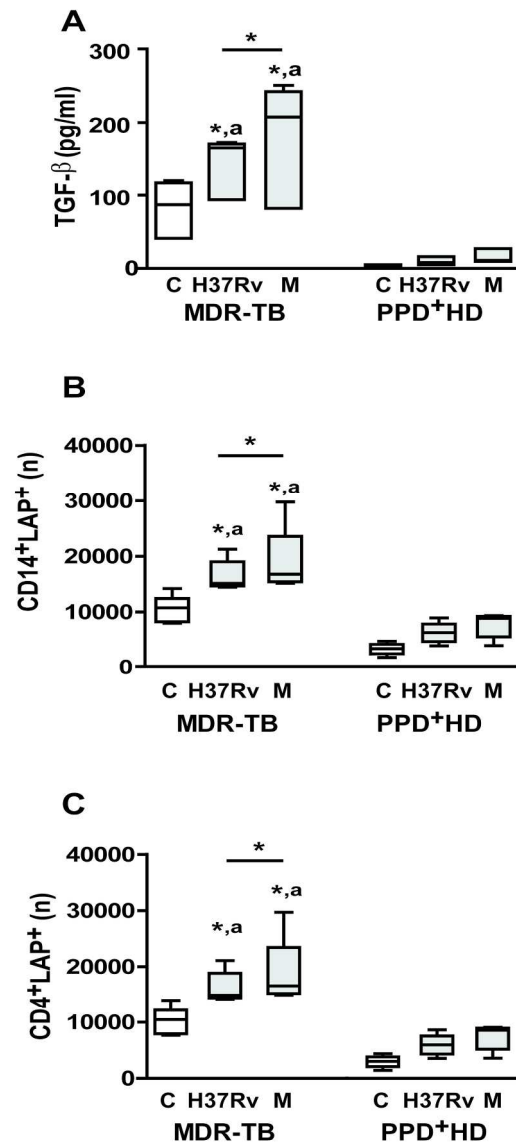 A
*
*,a
*,a
300
200
100
0
TGF-β (pg/ml)
C H37Rv M C H37Rv M
MDR-TB PPD⁺HD
B
*
*,a
*,a
40000
30000
20000
10000
0
CD14⁺LAP⁺ (n)
C H37Rv M C H37Rv M
MDR-TB PPD⁺HD
C
*
*,a
*,a
40000
30000
20000
10000
0
CD4⁺LAP⁺ (n)
C H37Rv M C H37Rv M
MDR-TB PPD⁺HD